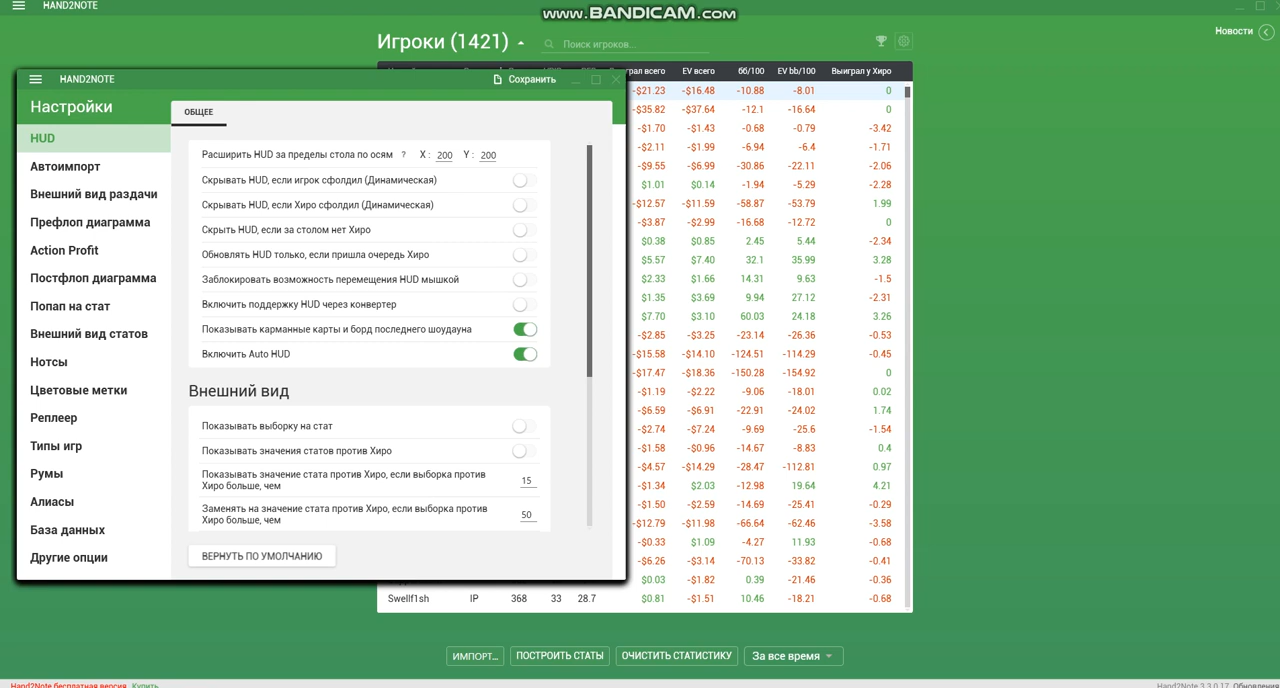 HAND2NOTE
www.BANDICAM.com
Новости
Игроки (1421)
Поиск игроков...
HAND2NOTE
Сохранить
Настройки
HUD
Автоимпорт
Внешний вид раздачи
Префлоп диаграмма
Action Profit
Постфлоп диаграмма
Попап на стат
Внешний вид статов
Нотсы
Цветовые метки
Реплеер
Типы игр
Румы
Алиасы
База данных
Другие опции
ОБЩЕЕ
Расширить HUD за пределы стола по осям ? X : 200 Y : 200
Скрывать HUD, если игрок сфолдил (Динамическая)
Скрывать HUD, если Хиро сфолдил (Динамическая)
Скрыть HUD, если за столом нет Хиро
Обновлять HUD только, если пришла очередь Хиро
Заблокировать возможность перемещения HUD мышкой
Включить поддержку HUD через конвертер
Показывать карманные карты и борд последнего шоудауна
Включить Auto HUD
Внешний вид
Показывать выборку на стат
Показывать значения статов против Хиро
Показывать значение стата против Хиро, если выборка против
Хиро больше, чем 15
Заменять на значение стата против Хиро, если выборка против
Хиро больше, чем 50
ВЕРНУТЬ ПО УМОЛЧАНИЮ
рал всего EV всего бб/100 EV bb/100 Выиграл у Хиро
-$21.23 -$16.48 -10.88 -8.01 0
-$35.82 -$37.64 -12.1 -16.64 0
-$1.70 -$1.43 -0.68 -0.79 -3.42
-$2.11 -$1.99 -6.94 -6.4 -1.71
-$9.55 -$6.99 -30.86 -22.11 -2.06
$1.01 $0.14 -1.94 -5.29 -2.28
-$12.57 -$11.59 -58.87 -53.79 1.99
-$3.87 -$2.99 -16.68 -12.72 0
$0.38 $0.85 2.45 5.44 -2.34
$5.57 $7.40 32.1 35.99 3.28
$2.33 $1.66 14.31 9.63 -1.5
$1.35 $3.69 9.94 27.12 -2.31
$7.70 $3.10 60.03 24.18 3.26
-$2.85 -$3.25 -23.14 -26.36 -0.53
-$15.58 -$14.10 -124.51 -114.29 -0.45
-$17.47 -$18.36 -150.28 -154.92 0
-$1.19 -$2.22 -9.06 -18.01 0.02
-$6.59 -$6.91 -22.91 -24.02 1.74
-$2.74 -$7.24 -9.69 -25.6 -1.54
-$1.58 -$0.96 -14.67 -8.83 0.4
-$4.57 -$14.29 -28.47 -112.81 0.97
-$1.34 $2.03 -12.98 19.64 4.21
-$1.50 -$2.59 -14.69 -25.41 -0.29
-$12.79 -$11.98 -66.64 -62.46 -3.58
-$0.33 $1.09 -4.27 11.93 -0.68
-$6.26 -$3.14 -70.13 -33.82 -0.41
$0.03 -$1.82 0.39 -21.46 -0.36
Swellf1sh IP 368 33 28.7 $0.81 -$1.51 10.46 -18.21 -0.68
ИМПОРТ... ПОСТРОИТЬ СТАТЫ ОЧИСТИТЬ СТАТИСТИКУ За все время
Hand2Note бесплатная версия Купить
Hand2Note 3.3.0.17